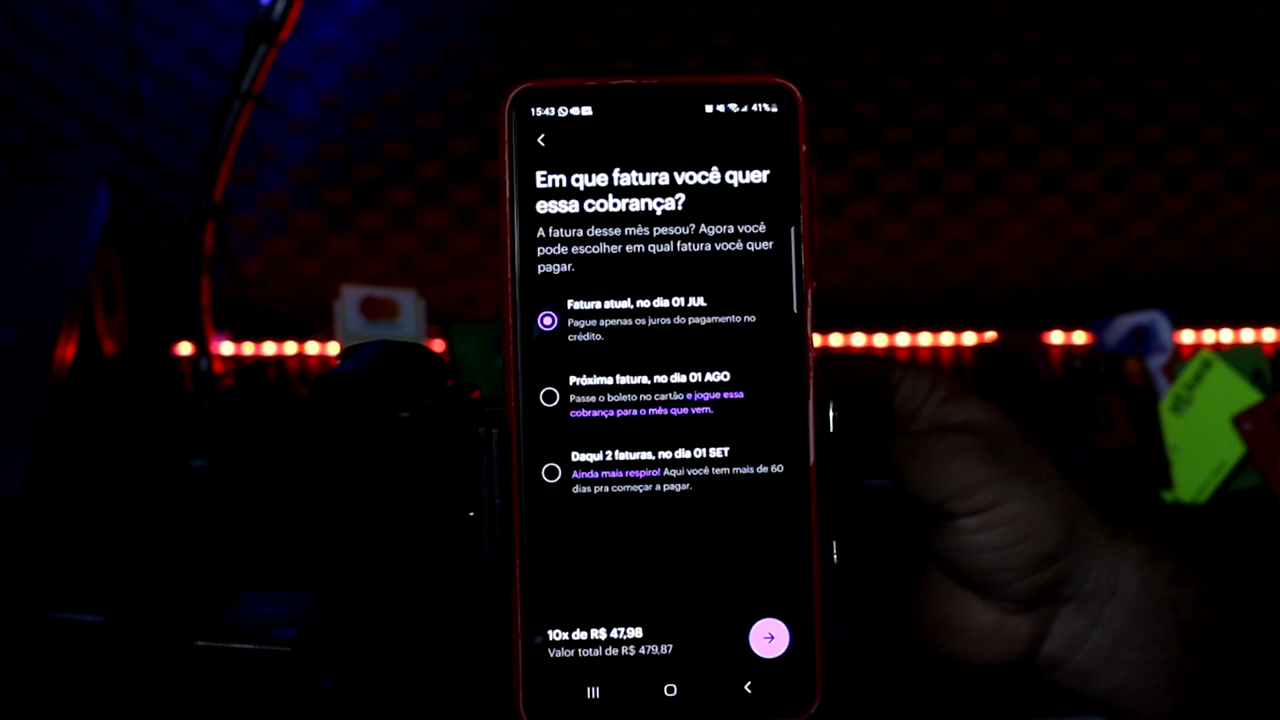 15:43
41%
Em que fatura você quer
essa cobrança?
A fatura desse mês pesou? Agora você
pode escolher em qual fatura você quer
pagar.
Fatura atual, no dia 01 JUL
Pague apenas os juros do pagamento no
crédito.
Próxima fatura, no dia 01 AGO
Passe o boleto no cartão e jogue essa
cobrança para o mês que vem.
Daqui 2 faturas, no dia 01 SET
Ainda mais respiro! Aqui você tem mais de 60
dias pra começar a pagar.
10x de R$ 47,98
Valor total de R$ 479,87